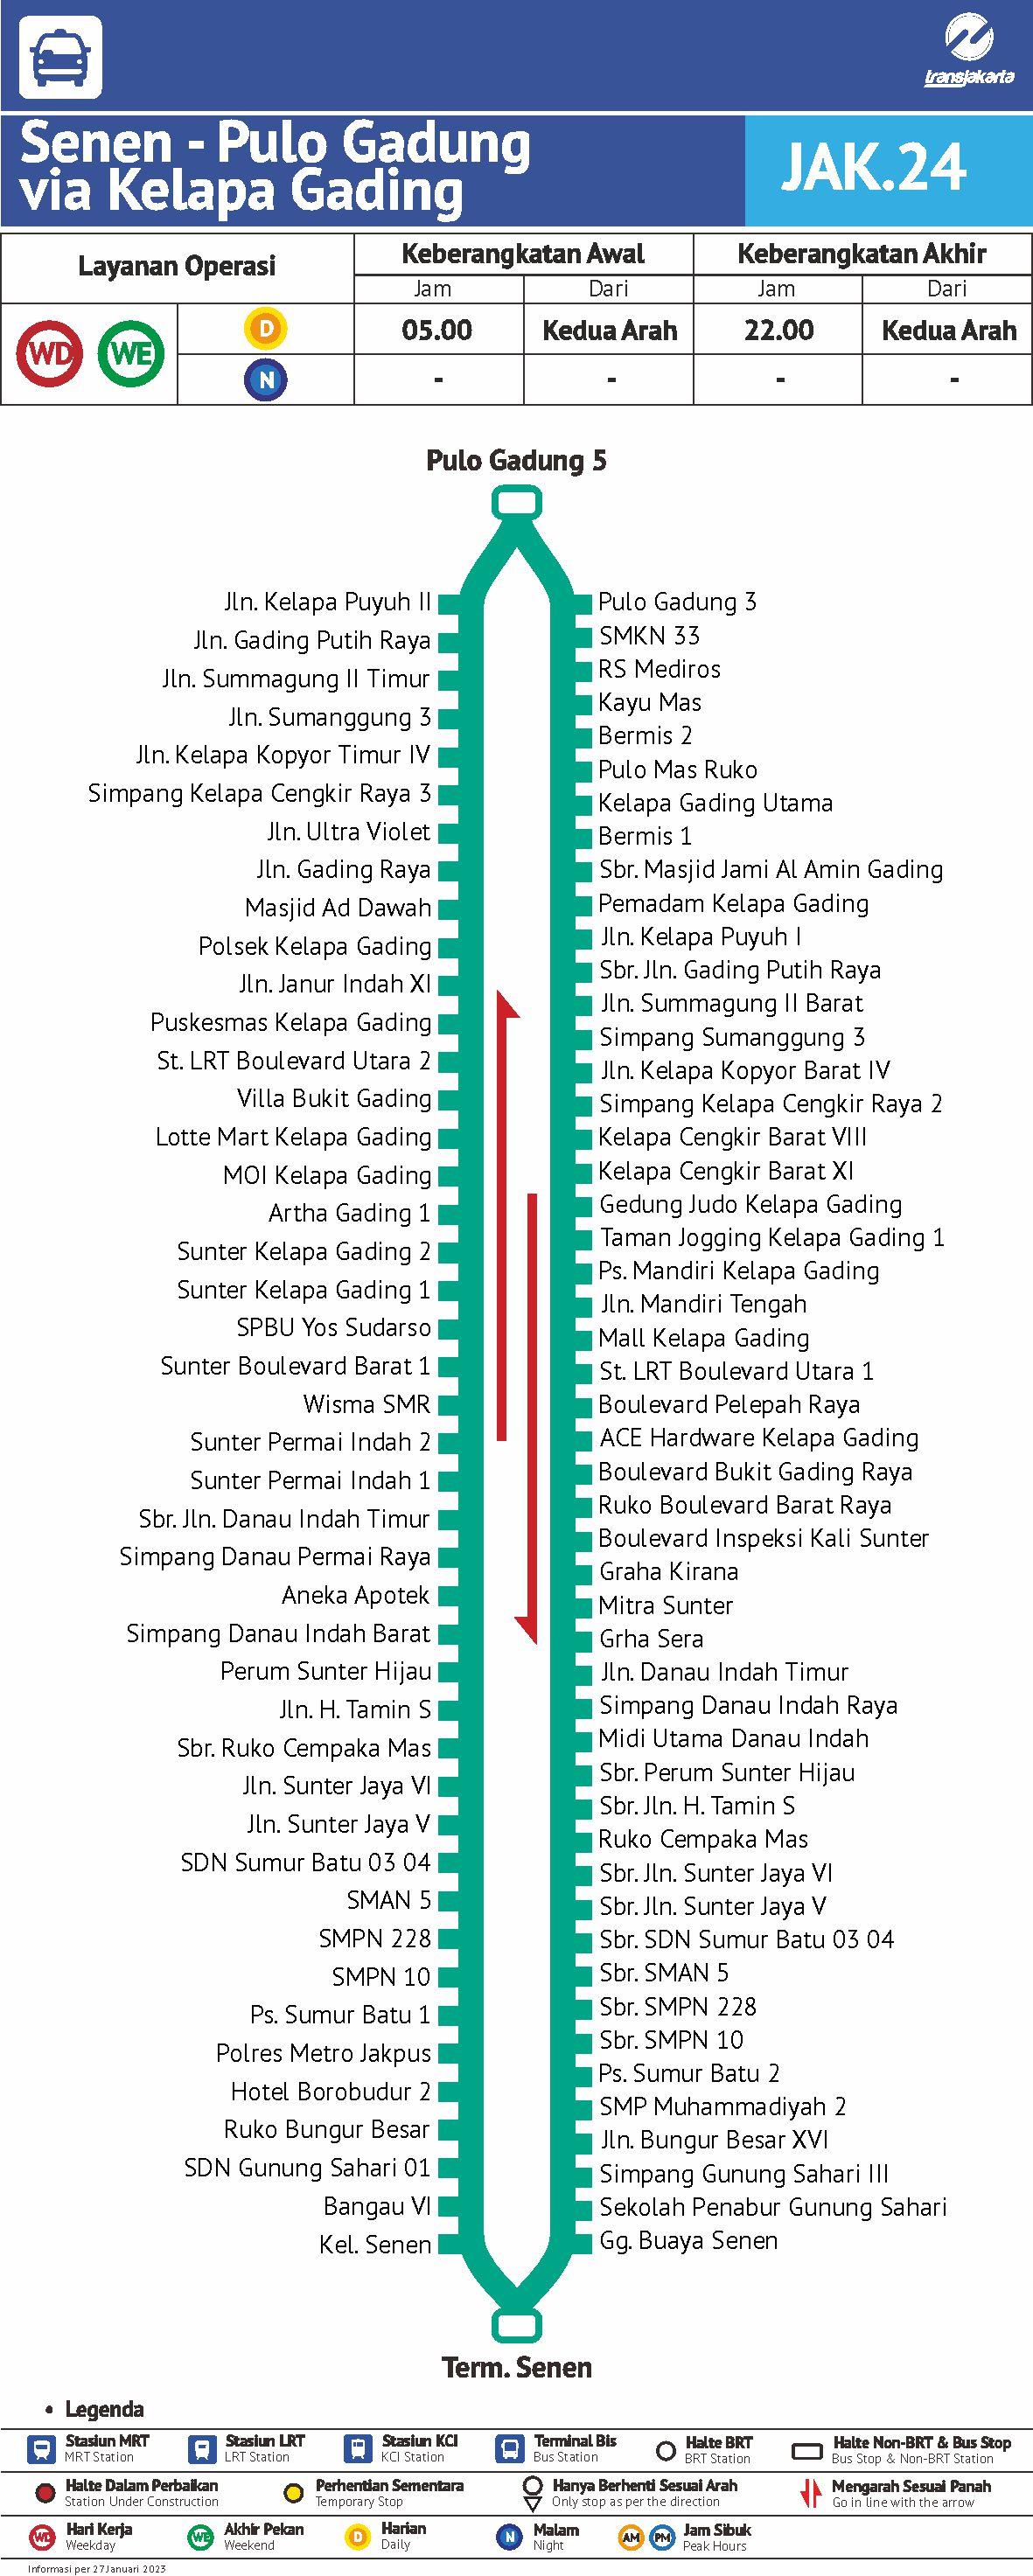 transjakarta
Senen - Pulo Gadung
via Kelapa Gading
JAK.24
Layanan Operasi
Keberangkatan Awal
Keberangkatan Akhir
Jam
Dari
Jam
Dari
WD
WE
D
05.00
Kedua Arah
22.00
Kedua Arah
N
-
-
-
-
Pulo Gadung 5
Jln. Kelapa Puyuh II
Jln. Gading Putih Raya
Jln. Summagung II Timur
Jln. Sumanggung 3
Jln. Kelapa Kopyor Timur IV
Simpang Kelapa Cengkir Raya 3
Jln. Ultra Violet
Jln. Gading Raya
Masjid Ad Dawah
Polsek Kelapa Gading
Jln. Janur Indah XI
Puskesmas Kelapa Gading
St. LRT Boulevard Utara 2
Villa Bukit Gading
Lotte Mart Kelapa Gading
MOI Kelapa Gading
Artha Gading 1
Sunter Kelapa Gading 2
Sunter Kelapa Gading 1
SPBU Yos Sudarso
Sunter Boulevard Barat 1
Wisma SMR
Sunter Permai Indah 2
Sunter Permai Indah 1
Sbr. Jln. Danau Indah Timur
Simpang Danau Permai Raya
Aneka Apotek
Simpang Danau Indah Barat
Perum Sunter Hijau
Jln. H. Tamin S
Sbr. Ruko Cempaka Mas
Jln. Sunter Jaya VI
Jln. Sunter Jaya V
SDN Sumur Batu 03 04
SMAN 5
SMPN 228
SMPN 10
Ps. Sumur Batu 1
Polres Metro Jakpus
Hotel Borobudur 2
Ruko Bungur Besar
SDN Gunung Sahari 01
Bangau VI
Kel. Senen
Pulo Gadung 3
SMKN 33
RS Mediros
Kayu Mas
Bermis 2
Pulo Mas Ruko
Kelapa Gading Utama
Bermis 1
Sbr. Masjid Jami Al Amin Gading
Pemadam Kelapa Gading
Jln. Kelapa Puyuh I
Sbr. Jln. Gading Putih Raya
Jln. Summagung II Barat
Simpang Sumanggung 3
Jln. Kelapa Kopyor Barat IV
Simpang Kelapa Cengkir Raya 2
Kelapa Cengkir Barat VIII
Kelapa Cengkir Barat XI
Gedung Judo Kelapa Gading
Taman Jogging Kelapa Gading 1
Ps. Mandiri Kelapa Gading
Jln. Mandiri Tengah
Mall Kelapa Gading
St. LRT Boulevard Utara 1
Boulevard Pelepah Raya
ACE Hardware Kelapa Gading
Boulevard Bukit Gading Raya
Ruko Boulevard Barat Raya
Boulevard Inspeksi Kali Sunter
Graha Kirana
Mitra Sunter
Grha Sera
Jln. Danau Indah Timur
Simpang Danau Indah Raya
Midi Utama Danau Indah
Sbr. Perum Sunter Hijau
Sbr. Jln. H. Tamin S
Ruko Cempaka Mas
Sbr. Jln. Sunter Jaya VI
Sbr. Jln. Sunter Jaya V
Sbr. SDN Sumur Batu 03 04
Sbr. SMAN 5
Sbr. SMPN 228
Sbr. SMPN 10
Ps. Sumur Batu 2
SMP Muhammadiyah 2
Jln. Bungur Besar XVI
Simpang Gunung Sahari III
Sekolah Penabur Gunung Sahari
Gg. Buaya Senen
Term. Senen
• Legenda
Stasiun MRT
MRT Station
Stasiun LRT
LRT Station
Stasiun KCI
KCI Station
Terminal Bis
Bus Station
Halte BRT
BRT Station
Halte Non-BRT & Bus Stop
Bus Stop & Non-BRT Station
Halte Dalam Perbaikan
Station Under Construction
Perhentian Sementara
Temporary Stop
Hanya Berhenti Sesuai Arah
Only stop as per the direction
Mengarah Sesuai Panah
Go in line with the arrow
WD
Hari Kerja
Weekday
WE
Akhir Pekan
Weekend
D
Harian
Daily
N
Malam
Night
AM
PM
Jam Sibuk
Peak Hours
Informasi per 27 Januari 2023